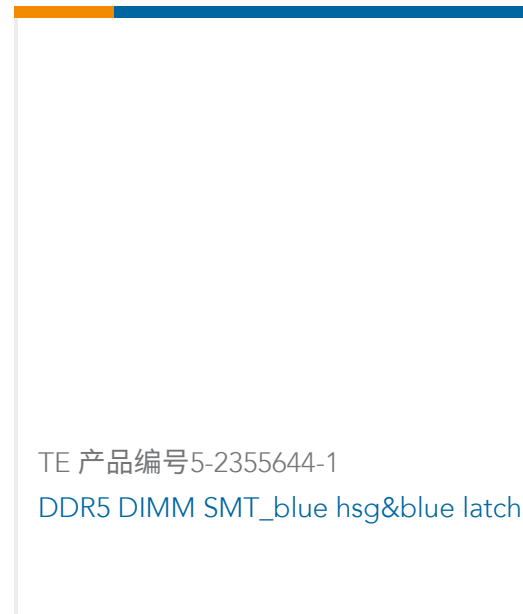 TE 产品编号5-2355644-1
DDR5 DIMM SMT_blue hsg&blue latch